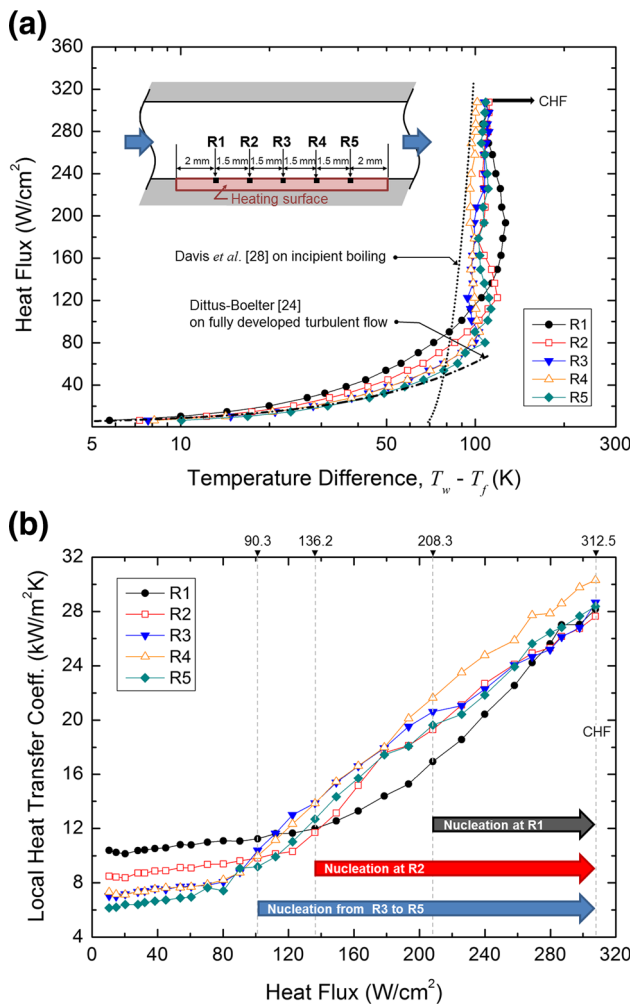 (a)
360
320
280
240
200
160
120
80
40
Heat Flux (W/cm²)
CHF
R1 R2 R3 R4 R5
2 mm 1.5 mm 1.5 mm 1.5 mm 1.5 mm 2 mm
Heating surface
Davis et al. [28] on incipient boiling
Dittus-Boelter [24]
on fully developed turbulent flow
R1
R2
R3
R4
R5
5 10 50 100 300
Temperature Difference, T_w - T_f (K)
(b)
90.3 136.2 208.3 312.5
32
28
24
20
16
12
8
4
Local Heat Transfer Coeff. (kW/m²K)
R1
R2
R3
R4
R5
CHF
Nucleation at R1
Nucleation at R2
Nucleation from R3 to R5
0 40 80 120 160 200 240 280 320
Heat Flux (W/cm²)